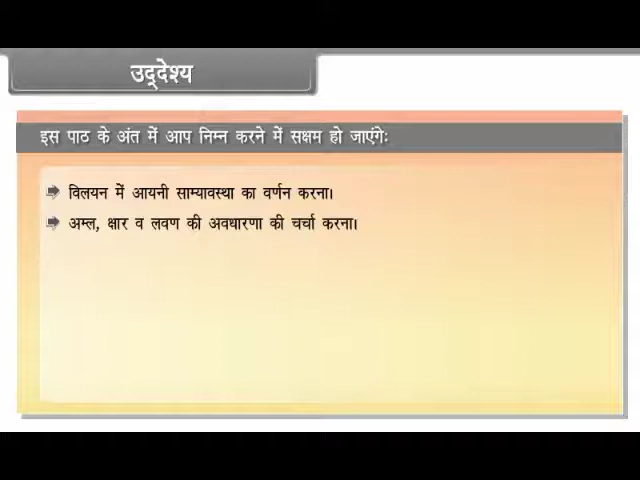 उद्देश्य
इस पाठ के अंत में आप निम्न करने में सक्षम हो जाएंगेः
विलयन में आयनी साम्यावस्था का वर्णन करना।
अम्ल, क्षार व लवण की अवधारणा की चर्चा करना।